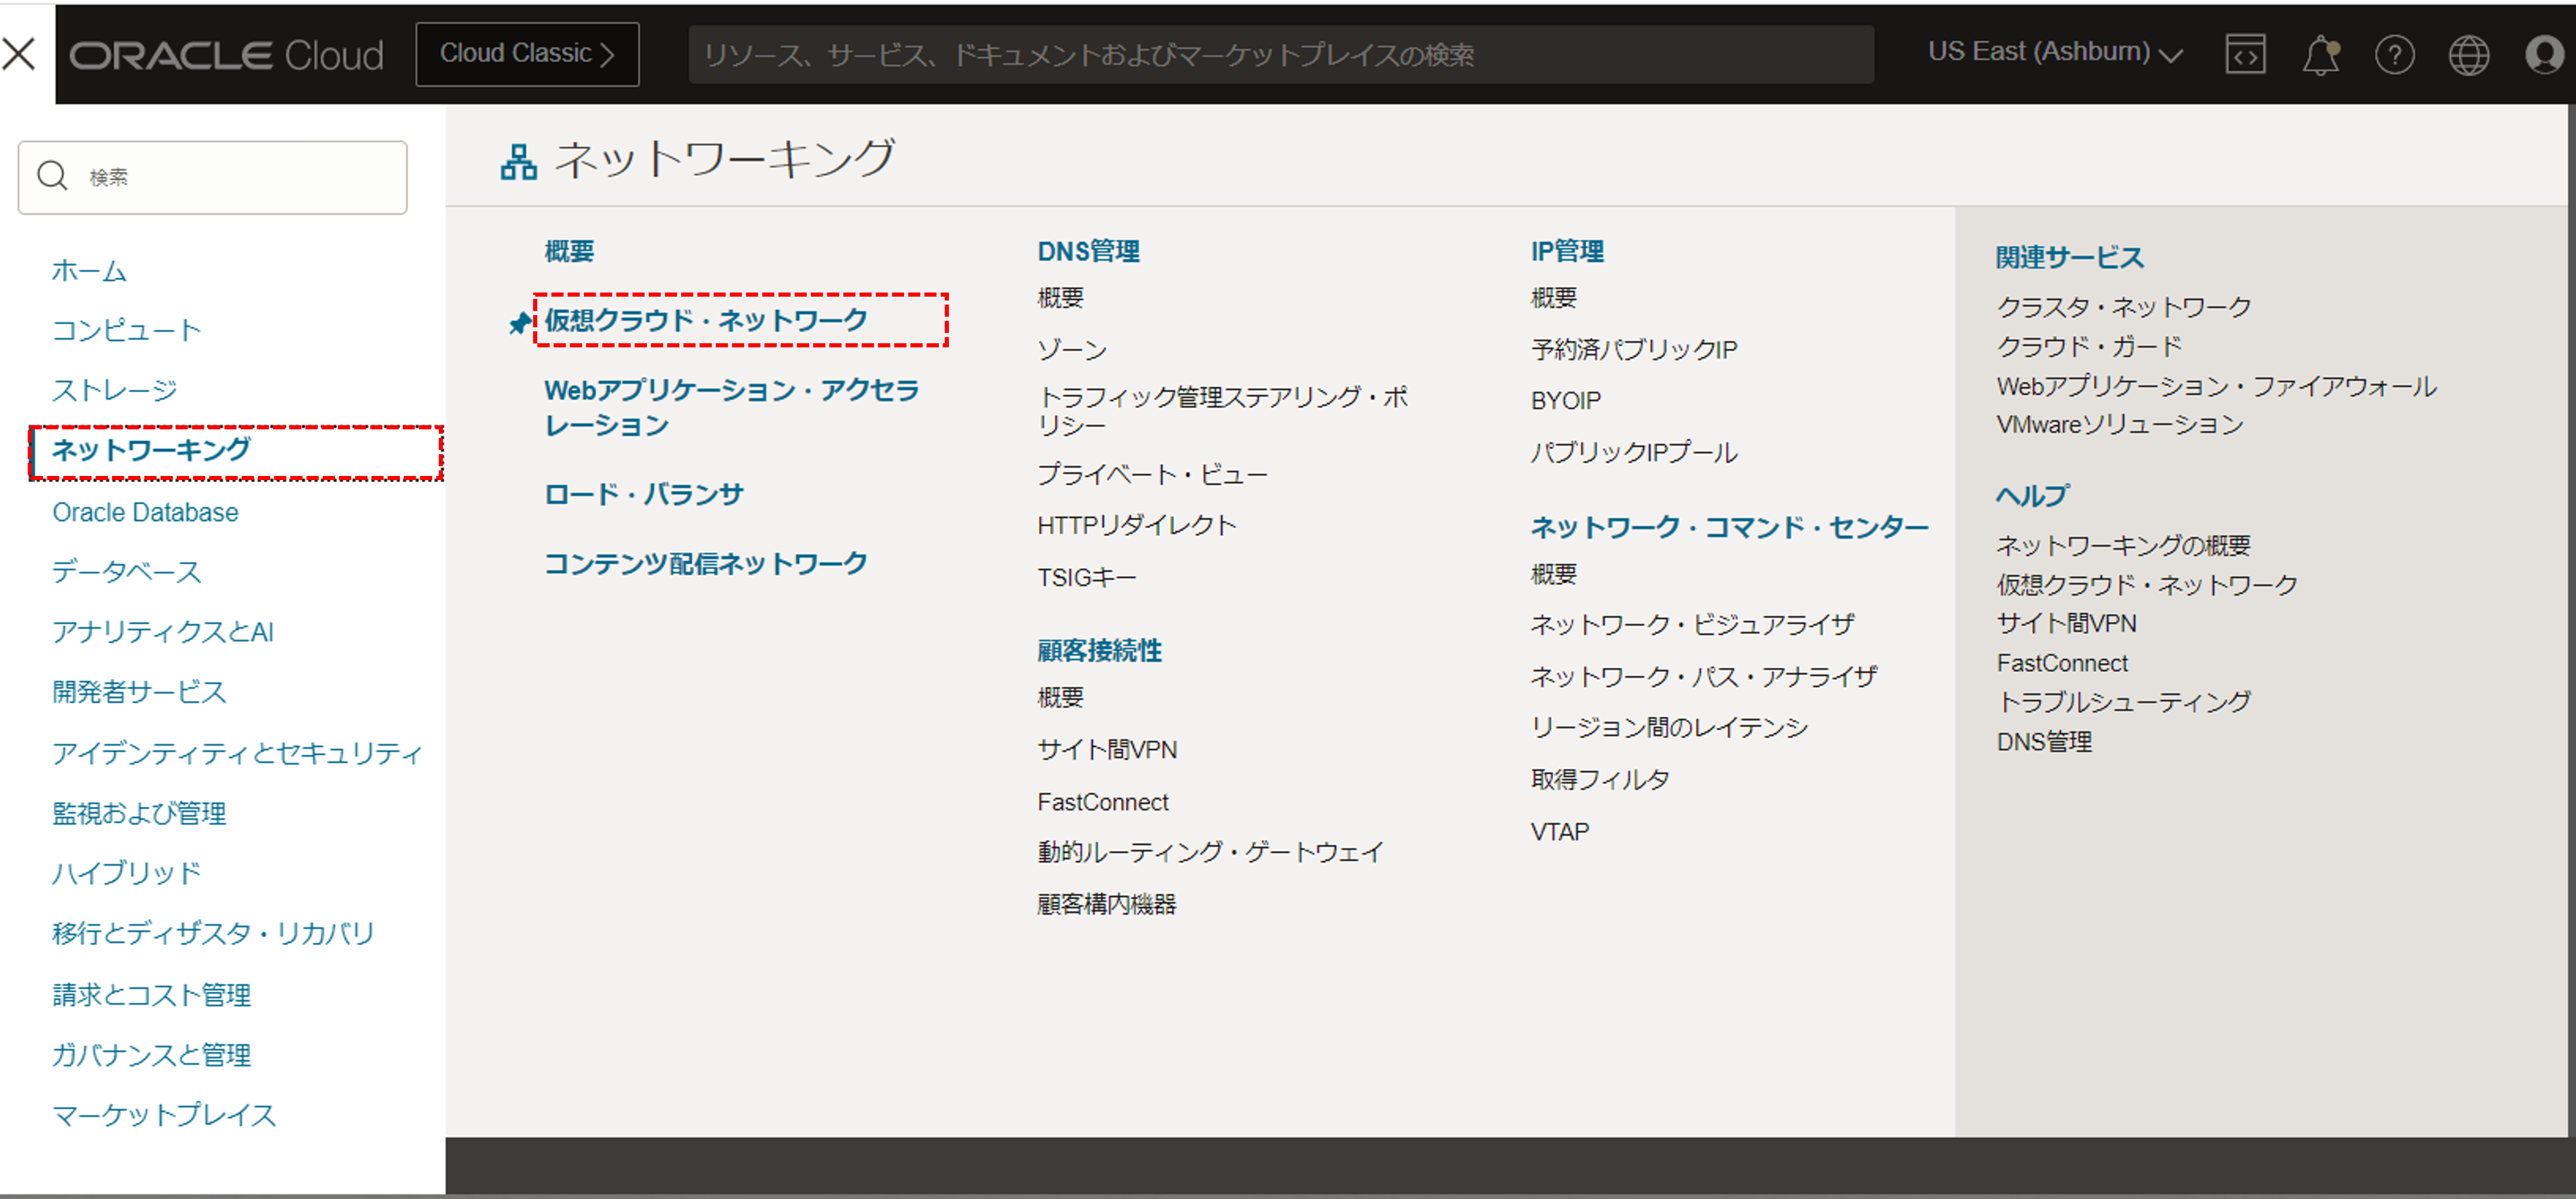 ORACLE Cloud
Cloud Classic
リソース、サービス、ドキュメントおよびマーケットプレイスの検索
US East (Ashburn)
検索
ホーム
コンピュート
ストレージ
ネットワーキング
Oracle Database
データベース
アナリティクスとAI
開発者サービス
アイデンティティとセキュリティ
監視および管理
ハイブリッド
移行とディザスタ・リカバリ
請求とコスト管理
ガバナンスと管理
マーケットプレイス
ネットワーキング
概要
仮想クラウド・ネットワーク
Webアプリケーション・アクセラ
レーション
ロード・バランサ
コンテンツ配信ネットワーク
DNS管理
概要
ゾーン
トラフィック管理ステアリング・ポ
リシー
プライベート・ビュー
HTTPリダイレクト
TSIGキー
顧客接続性
概要
サイト間VPN
FastConnect
動的ルーティング・ゲートウェイ
顧客構内機器
IP管理
概要
予約済パブリックIP
BYOIP
パブリックIPプール
ネットワーク・コマンド・センター
概要
ネットワーク・ビジュアライザ
ネットワーク・パス・アナライザ
リージョン間のレイテンシ
取得フィルタ
VTAP
関連サービス
クラスタ・ネットワーク
クラウド・ガード
Webアプリケーション・ファイアウォール
VMwareソリューション
ヘルプ
ネットワーキングの概要
仮想クラウド・ネットワーク
サイト間VPN
FastConnect
トラブルシューティング
DNS管理